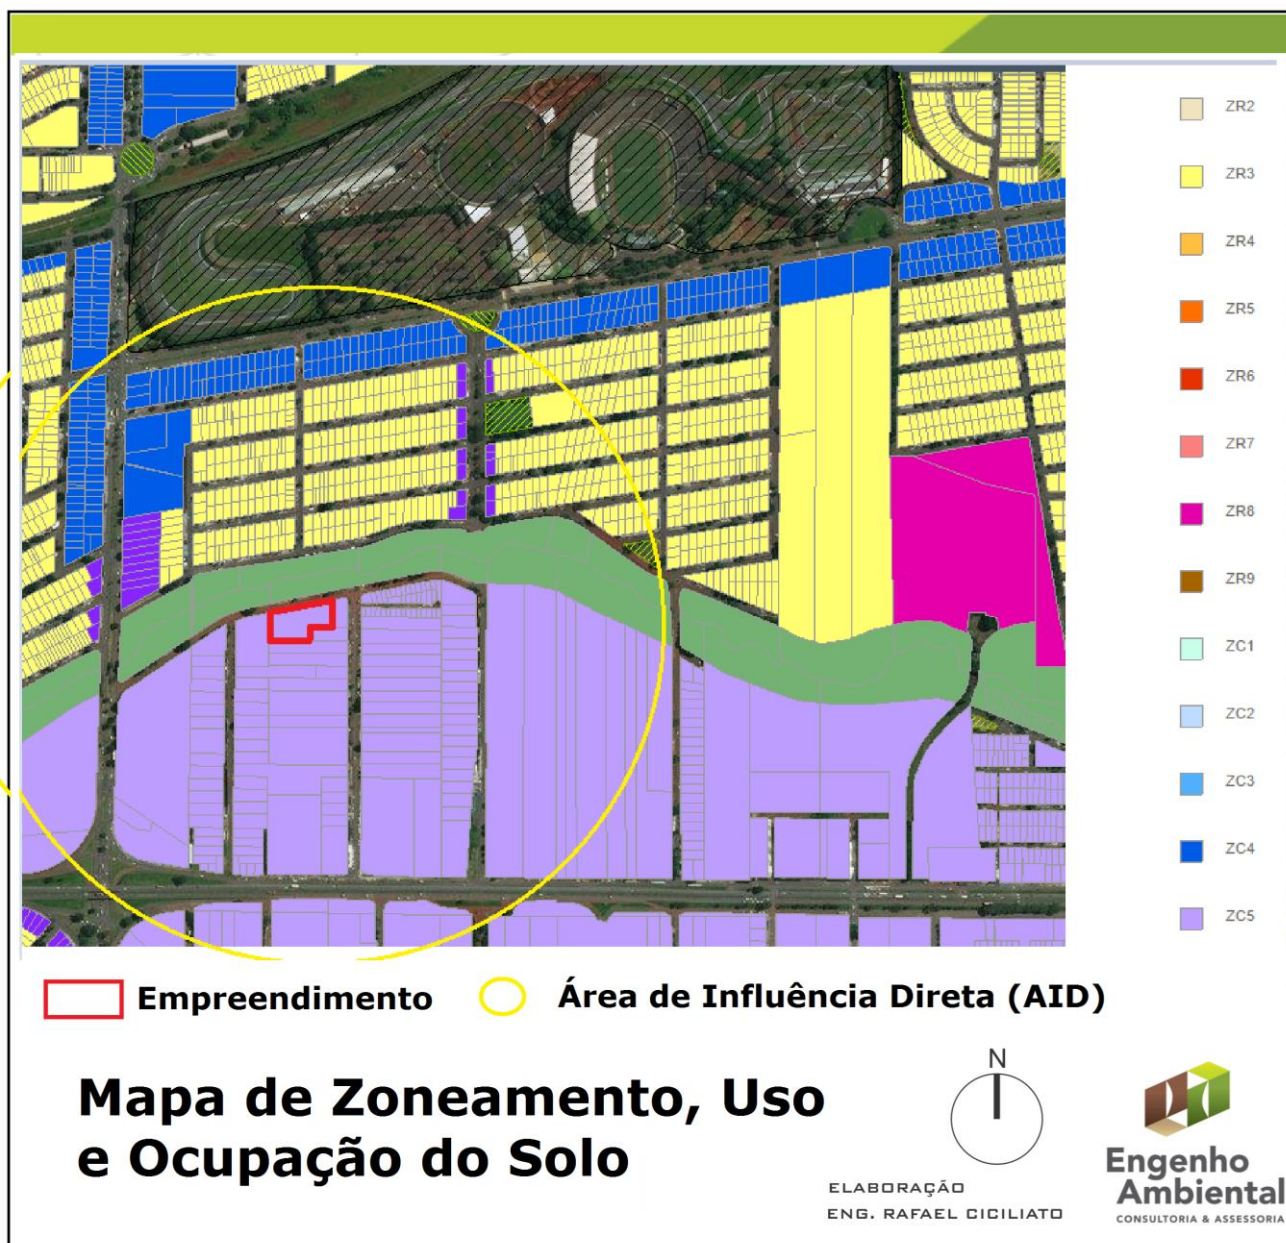 ZR2
ZR3
ZR4
ZR5
ZR6
ZR7
ZR8
ZR9
ZC1
ZC2
ZC3
ZC4
ZC5
Empreendimento
Área de Influência Direta (AID)
Mapa de Zoneamento, Uso
e Ocupação do Solo
N
ELABORAÇÃO
ENG. RAFAEL CICILIATO
Engenho
Ambiental
CONSULTORIA & ASSESSORIA